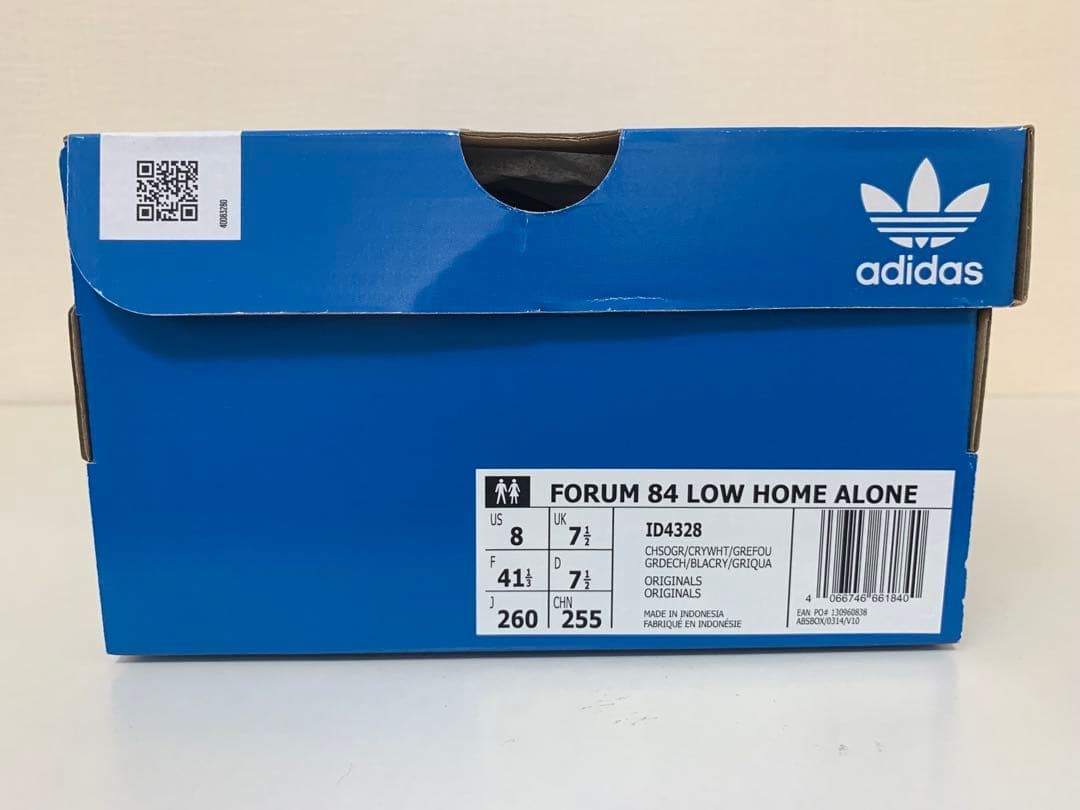 40083260
adidas
FORUM 84 LOW HOME ALONE
US
8
UK
7½
F
41⅓
D
7½
J
260
CHN
255
ID4328
CHSOGR/CRYWHT/GREFOU
GRDECH/BLACRY/GRIQUA
ORIGINALS
ORIGINALS
MADE IN INDONESIA
FABRIQUÉ EN INDONÉSIE
4 066746 661840
EAN PO# 130960838
ABSBOX/0314/V10